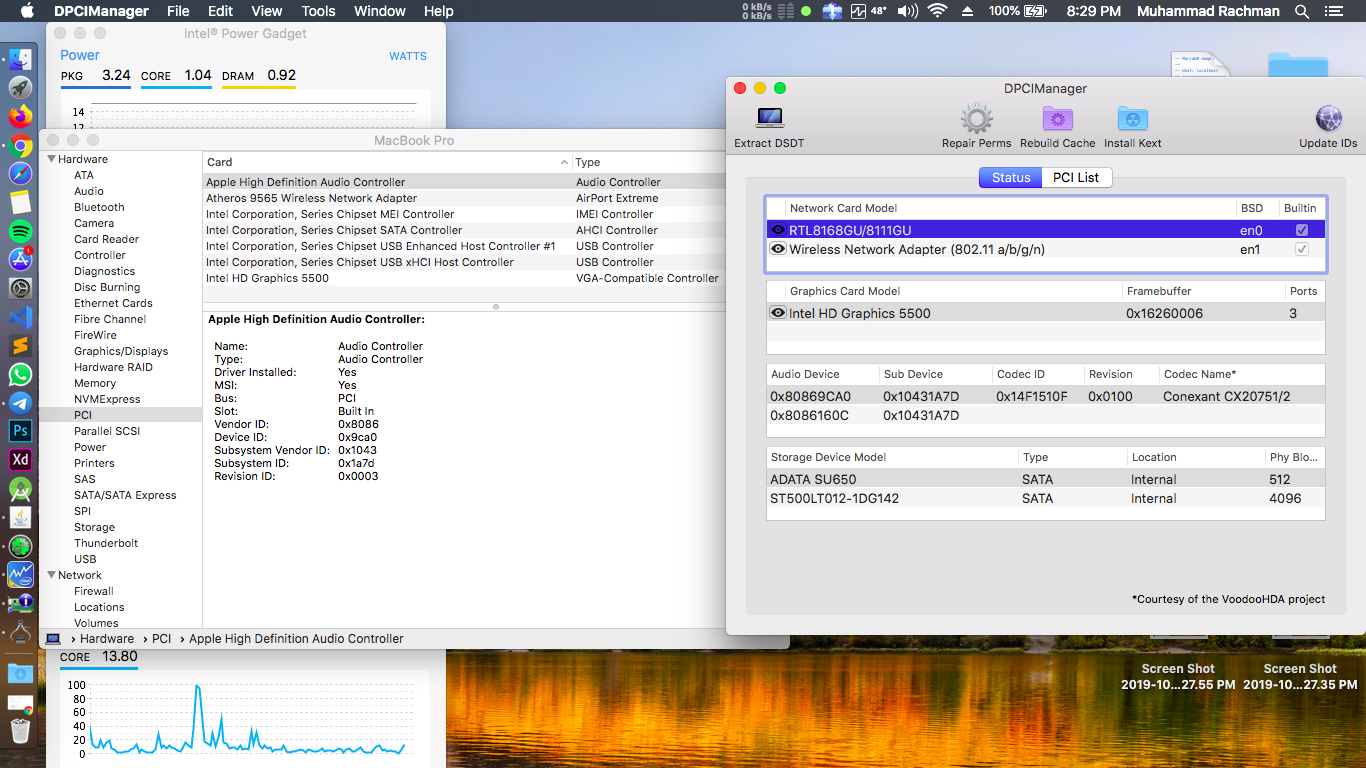 DPCIManager File Edit View Tools Window Help
0 kB/s
0 kB/s
48° 100% 8:29 PM Muhammad Rachman
Intel® Power Gadget
Power WATTS
PKG 3.24 CORE 1.04 DRAM 0.92
14
12
MacBook Pro
Hardware
ATA
Audio
Bluetooth
Camera
Card Reader
Controller
Diagnostics
Disc Burning
Ethernet Cards
Fibre Channel
FireWire
Graphics/Displays
Hardware RAID
Memory
NVMExpress
PCI
Parallel SCSI
Power
Printers
SAS
SATA/SATA Express
SPI
Storage
Thunderbolt
USB
Network
Firewall
Locations
Volumes
Card Type
Apple High Definition Audio Controller Audio Controller
Atheros 9565 Wireless Network Adapter AirPort Extreme
Intel Corporation, Series Chipset MEI Controller IMEI Controller
Intel Corporation, Series Chipset SATA Controller AHCI Controller
Intel Corporation, Series Chipset USB Enhanced Host Controller #1 USB Controller
Intel Corporation, Series Chipset USB xHCI Host Controller USB Controller
Intel HD Graphics 5500 VGA-Compatible Controller
Apple High Definition Audio Controller:
Name: Audio Controller
Type: Audio Controller
Driver Installed: Yes
MSI: Yes
Bus: PCI
Slot: Built In
Vendor ID: 0x8086
Device ID: 0x9ca0
Subsystem Vendor ID: 0x1043
Subsystem ID: 0x1a7d
Revision ID: 0x0003
Hardware › PCI › Apple High Definition Audio Controller
CORE 13.80
100
80
60
40
20
0
DPCIManager
Extract DSDT Repair Perms Rebuild Cache Install Kext Update IDs
Status PCI List
Network Card Model BSD Builtin
RTL8168GU/8111GU en0
Wireless Network Adapter (802.11 a/b/g/n) en1
Graphics Card Model Framebuffer Ports
Intel HD Graphics 5500 0x16260006 3
Audio Device Sub Device Codec ID Revision Codec Name*
0x80869CA0 0x10431A7D 0x14F1510F 0x0100 Conexant CX20751/2
0x8086160C 0x10431A7D
Storage Device Model Type Location Phy Blo...
ADATA SU650 SATA Internal 512
ST500LT012-1DG142 SATA Internal 4096
*Courtesy of the VoodooHDA project
Screen Shot
2019-10...27.55 PM
Screen Shot
2019-10...27.35 PM
Ps
Xd
1